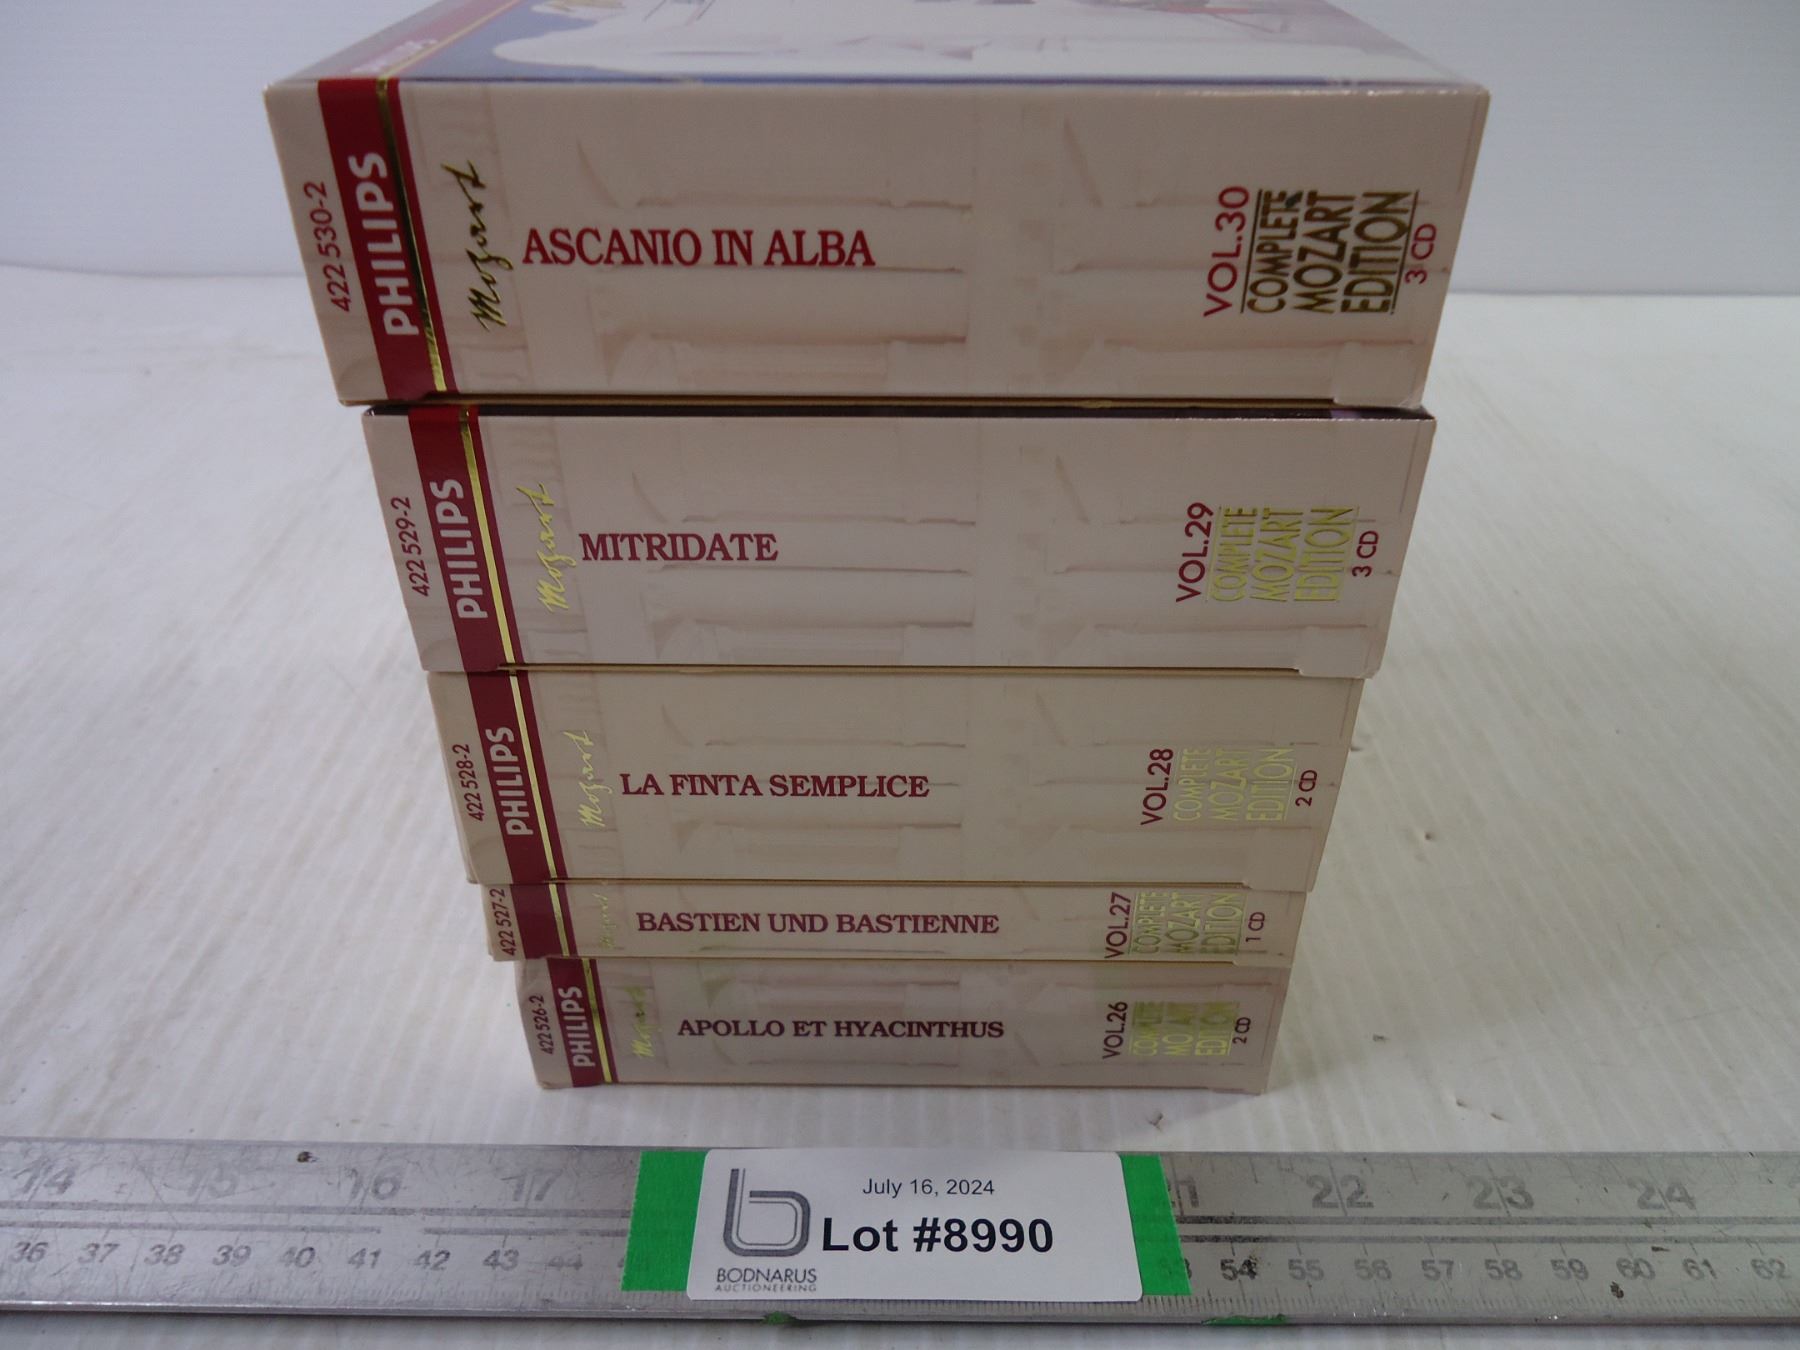 422 530-2
PHILIPS
Mozart
ASCANIO IN ALBA
VOL.30
COMPLETE
MOZART
EDITION
3 CD
422 529-2
PHILIPS
Mozart
MITRIDATE
VOL.29
COMPLETE
MOZART
EDITION
3 CD
422 528-2
PHILIPS
Mozart
LA FINTA SEMPLICE
VOL.28
COMPLETE
MOZART
EDITION
2 CD
422 527-2
Mozart
BASTIEN UND BASTIENNE
VOL.27
COMPLETE
MOZART
EDITION
1 CD
422 526-2
PHILIPS
Mozart
APOLLO ET HYACINTHUS
VOL.26
COMPLETE
MOZART
EDITION
2 CD
14 15 16 17 22 23 24
July 16, 2024
Lot #8990
BODNARUS
AUCTIONEERING
36 37 38 39 40 41 42 43 44 54 55 56 57 58 59 60 61 62